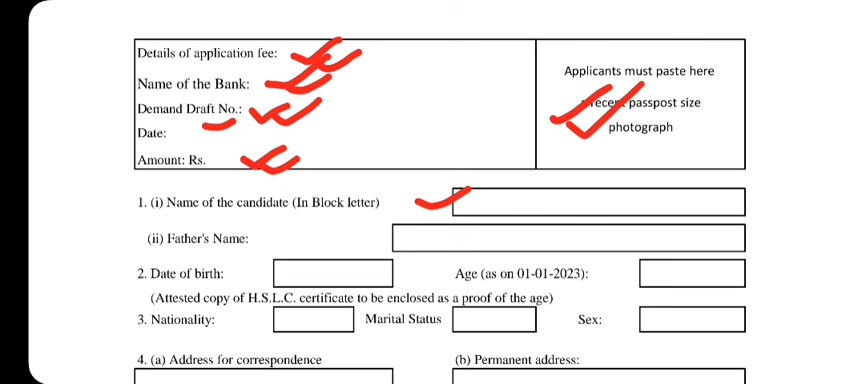 Details of application fee:
Name of the Bank:
Demand Draft No.:
Date:
Amount: Rs.
Applicants must paste here
recent passpost size
photograph
1. (i) Name of the candidate (In Block letter)
(ii) Father's Name:
2. Date of birth: Age (as on 01-01-2023):
(Attested copy of H.S.L.C. certificate to be enclosed as a proof of the age)
3. Nationality: Marital Status Sex:
4. (a) Address for correspondence (b) Permanent address: